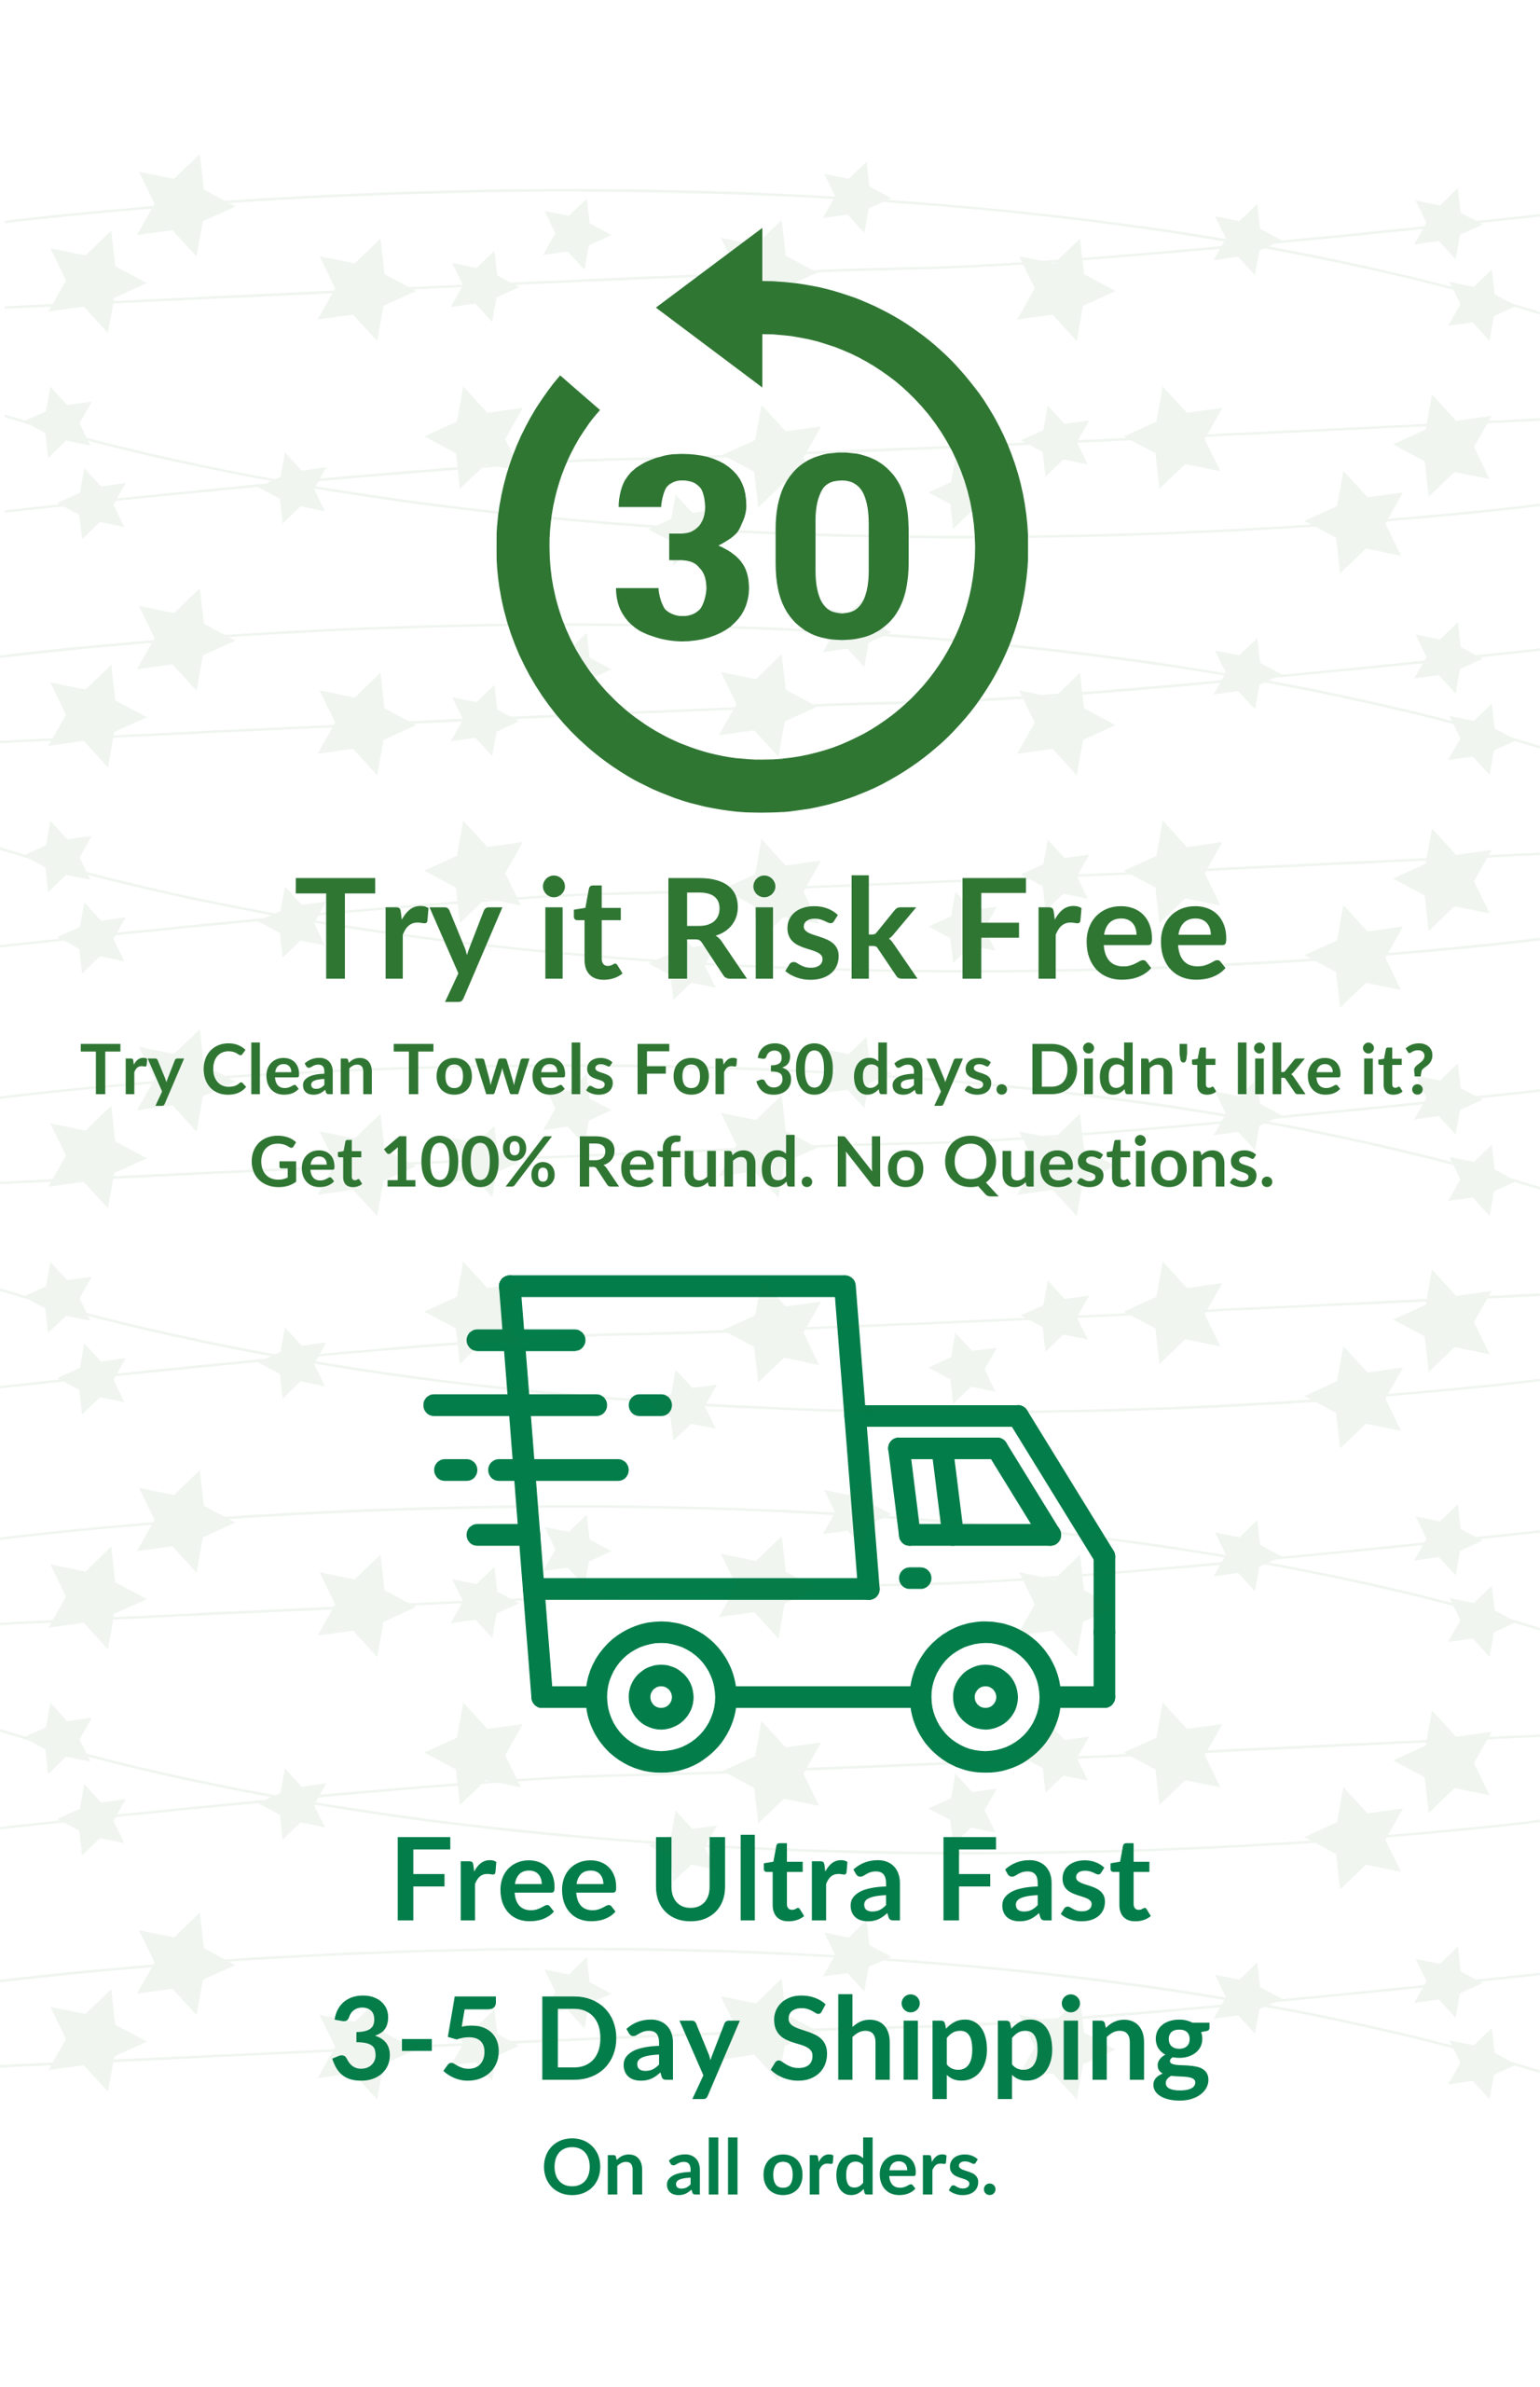 30
Try it Risk Free
Try Clean Towels For 30 days. Didn't like it?
Get 100% Refund. No Questions.
Free Ultra Fast
3-5 Day Shipping
On all orders.